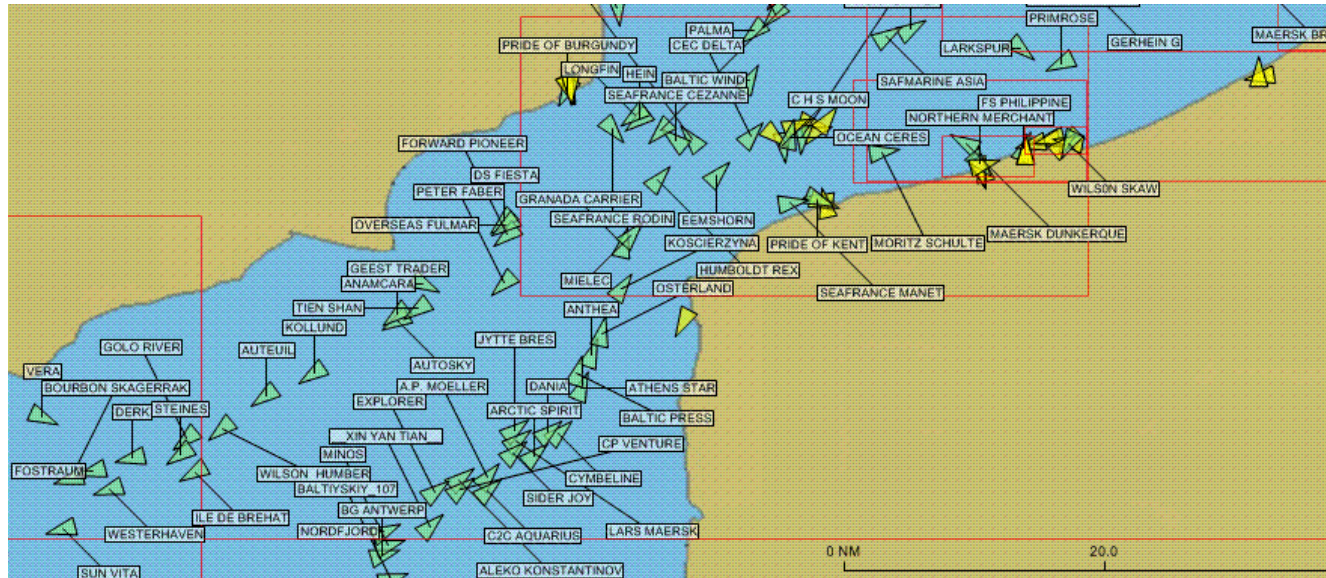 PRIMROSE
PALMA
GERHEIN G
MAERSK BR
PRIDE OF BURGUNDY
CEC DELTA
LARKSPUR
LONGFIN
HEIN
BALTIC WIND
SAFMARINE ASIA
SEAFRANCE CEZANNE
C H S MOON
FS PHILIPPINE
NORTHERN MERCHANT
FORWARD PIONEER
OCEAN CERES
DS FIESTA
PETER FABER
WILSON SKAW
GRANADA CARRIER
OVERSEAS FULMAR
SEAFRANCE RODIN
EEMSHORN
MAERSK DUNKERQUE
KOSCIERZYNA
PRIDE OF KENT
MORITZ SCHULTE
GEEST TRADER
HUMBOLDT REX
ANAMCARA
MIELEC
OSTERLAND
SEAFRANCE MANET
TIEN SHAN
ANTHEA
KOLLUND
JYTTE BRES
GOLO RIVER
AUTEUIL
VERA
AUTOSKY
BOURBON SKAGERRAK
A.P. MOELLER
DANIA
ATHENS STAR
EXPLORER
DERK
STEINES
ARCTIC SPIRIT
BALTIC PRESS
__XIN YAN TIAN__
CP VENTURE
MINOS
FOSTRAUM
WILSON HUMBER
CYMBELINE
BALTIYSKIY_107
SIDER JOY
BG ANTWERP
ILE DE BREHAT
WESTERHAVEN
NORDFJORD
C2C AQUARIUS
LARS MAERSK
0 NM
20.0
SUN VITA
ALEKO KONSTANTINOV